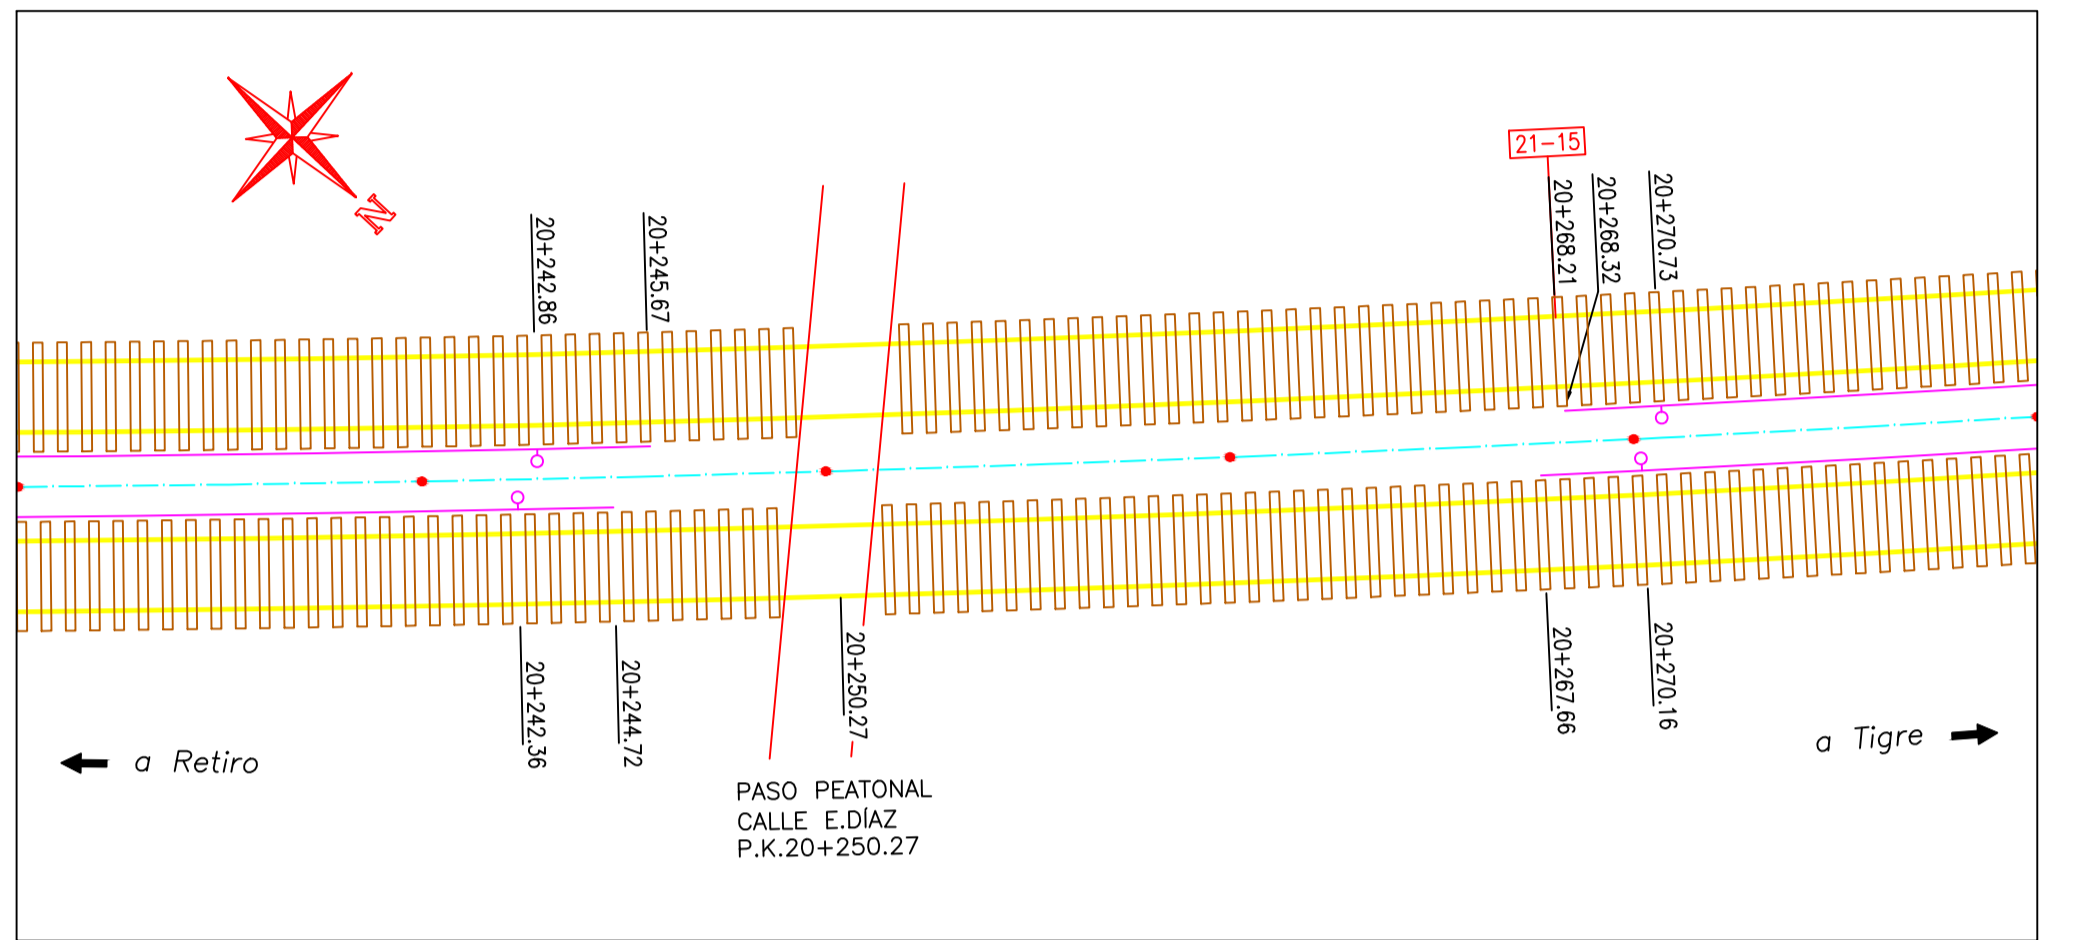 N
21-15
20+242.86
20+245.67
20+268.21
20+268.32
20+270.73
20+242.36
20+244.72
20+250.27
20+267.66
20+270.16
a Retiro
a Tigre
PASO PEATONAL
CALLE E.DÍAZ
P.K.20+250.27